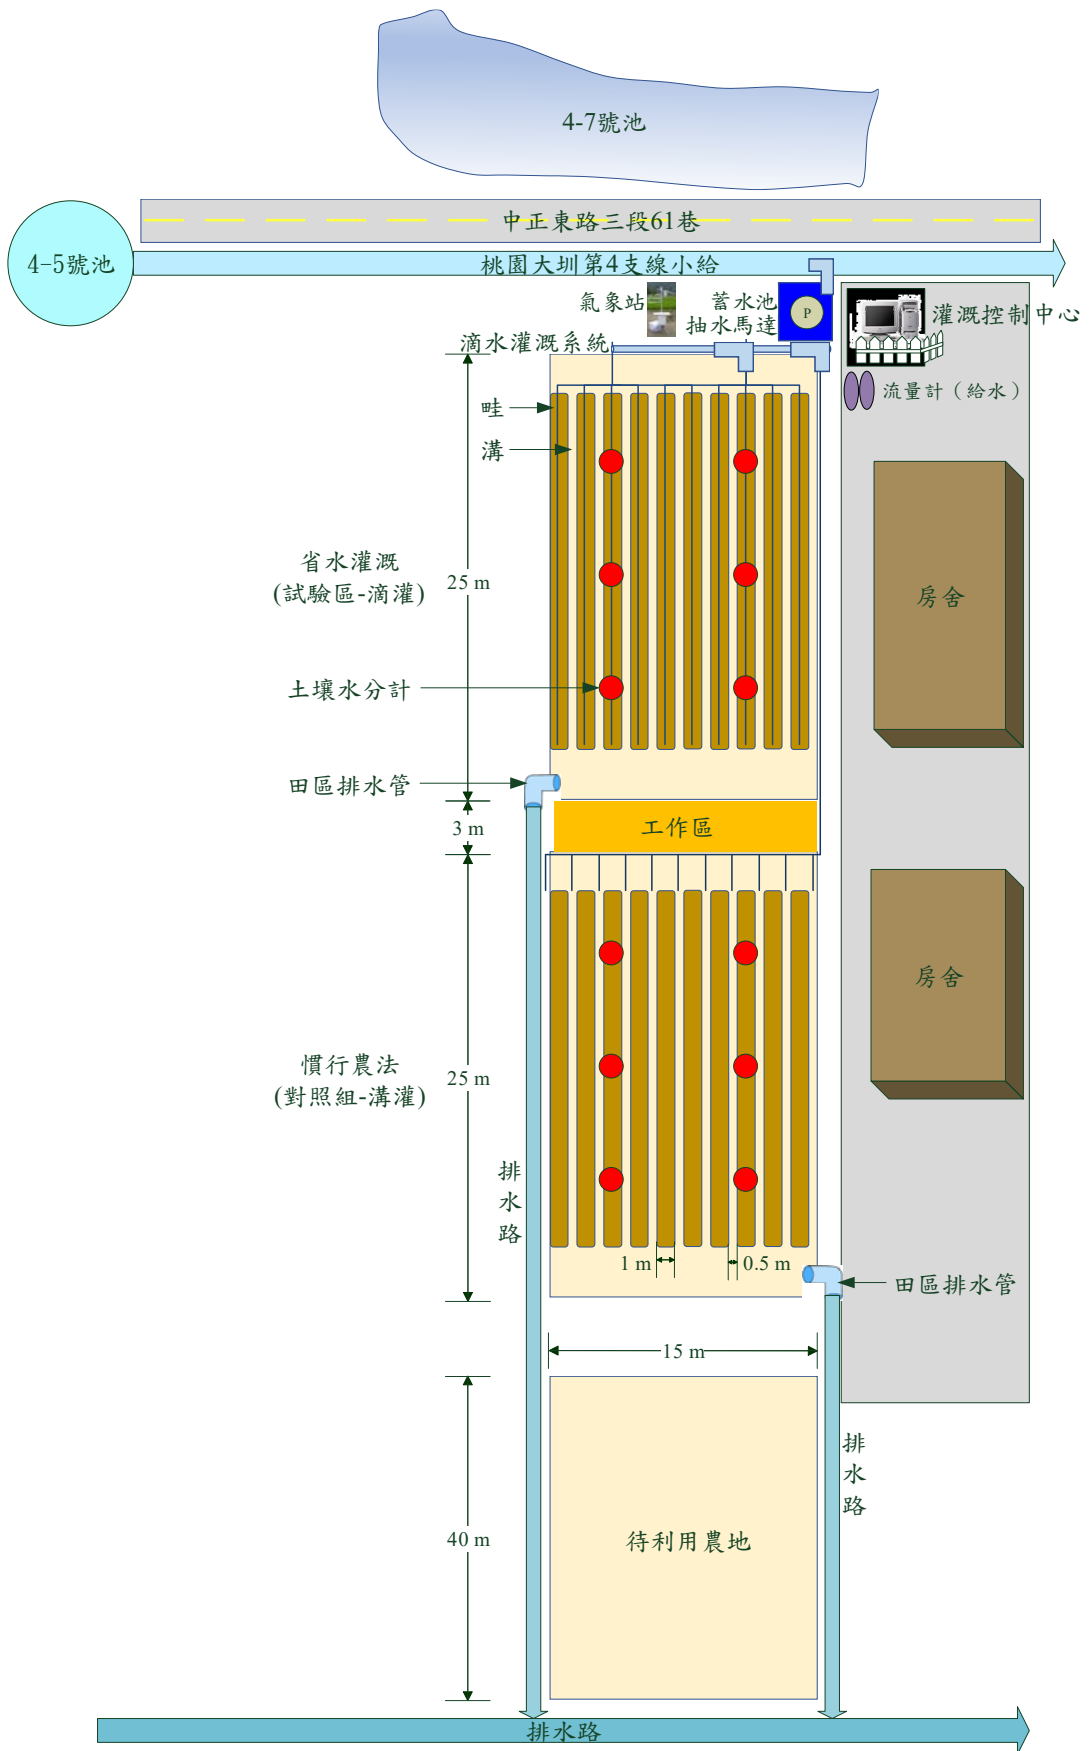 4-7號池
中正東路三段61巷
4-5號池
桃園大圳第4支線小給
氣象站
蓄水池
抽水馬達
P
灌溉控制中心
滴水灌溉系統
流量計（給水）
畦
溝
省水灌溉
(試驗區-滴灌)
25 m
房舍
土壤水分計
田區排水管
3 m
工作區
房舍
慣行農法
(對照組-溝灌)
25 m
排水路
1 m
0.5 m
田區排水管
15 m
排水路
40 m
待利用農地
排水路